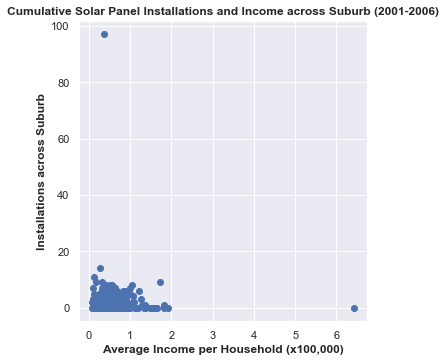 Cumulative Solar Panel Installations and Income across Suburb (2001-2006)
100
80
60
40
20
0
Installations across Suburb
0 1 2 3 4 5 6
Average Income per Household (x100,000)